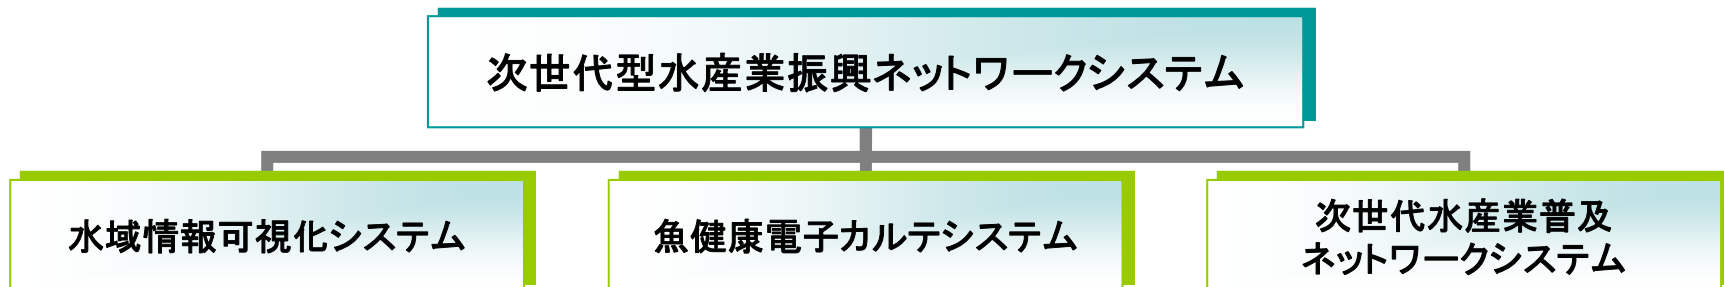 次世代型水産業振興ネットワークシステム
水域情報可視化システム
魚健康電子カルテシステム
次世代水産業普及
ネットワークシステム